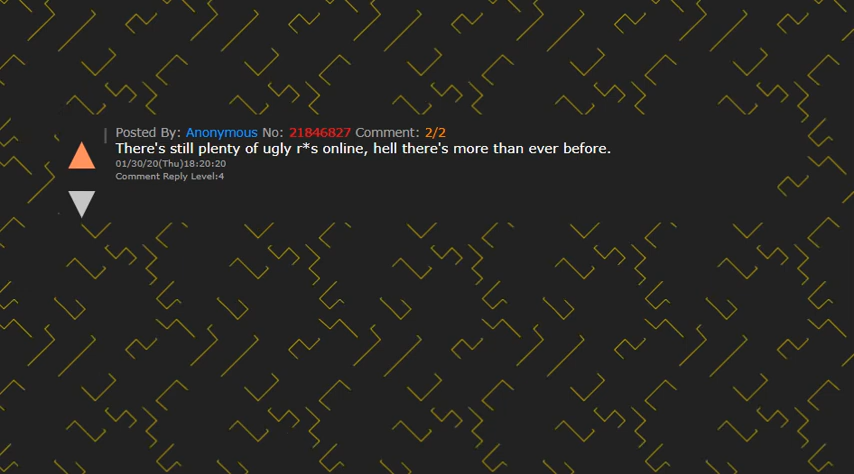 Posted By: Anonymous No: 21846827 Comment: 2/2
There's still plenty of ugly r*s online, hell there's more than ever before.
01/30/20(Thu)18:20:20
Comment Reply Level:4